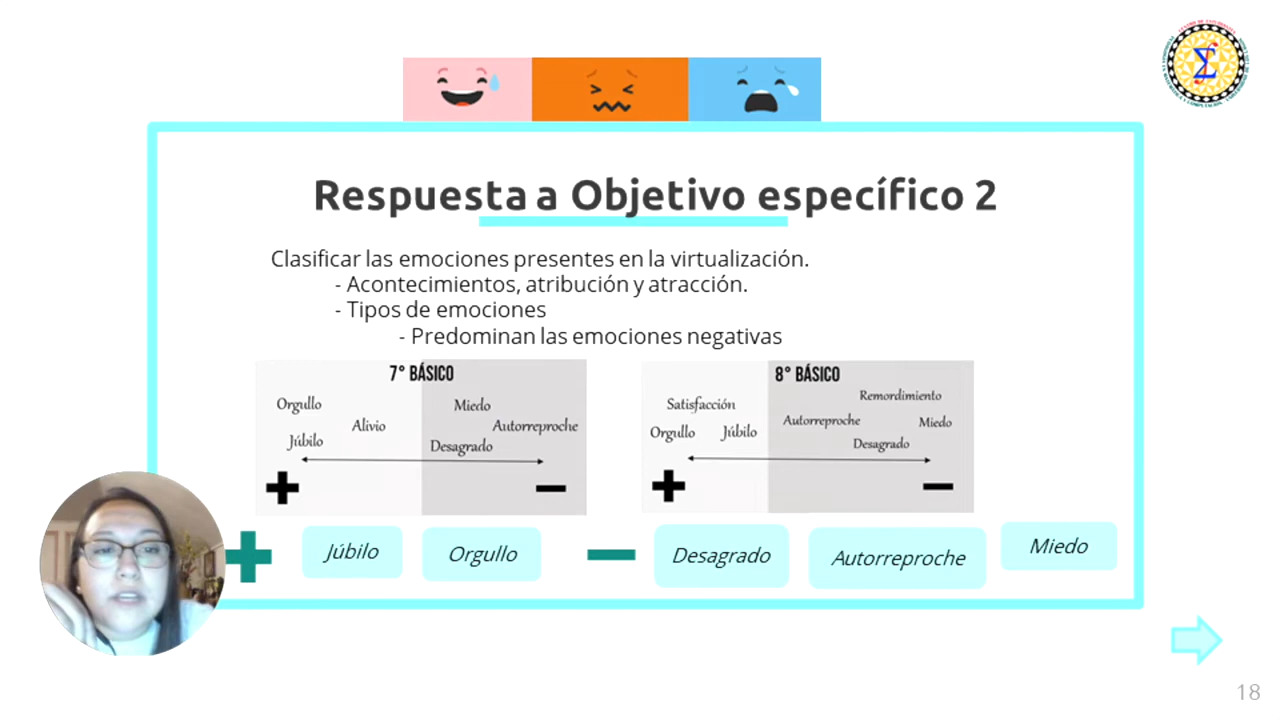 Respuesta a Objetivo específico 2
Clasificar las emociones presentes en la virtualización.
- Acontecimientos, atribución y atracción.
- Tipos de emociones
- Predominan las emociones negativas
7° BÁSICO
Orgullo
Miedo
Alivio
Autorreproche
Júbilo
Desagrado
+
-
8° BÁSICO
Remordimiento
Satisfacción
Autorreproche
Miedo
Orgullo
Júbilo
Desagrado
+
-
+ Júbilo Orgullo - Desagrado Autorreproche Miedo
18